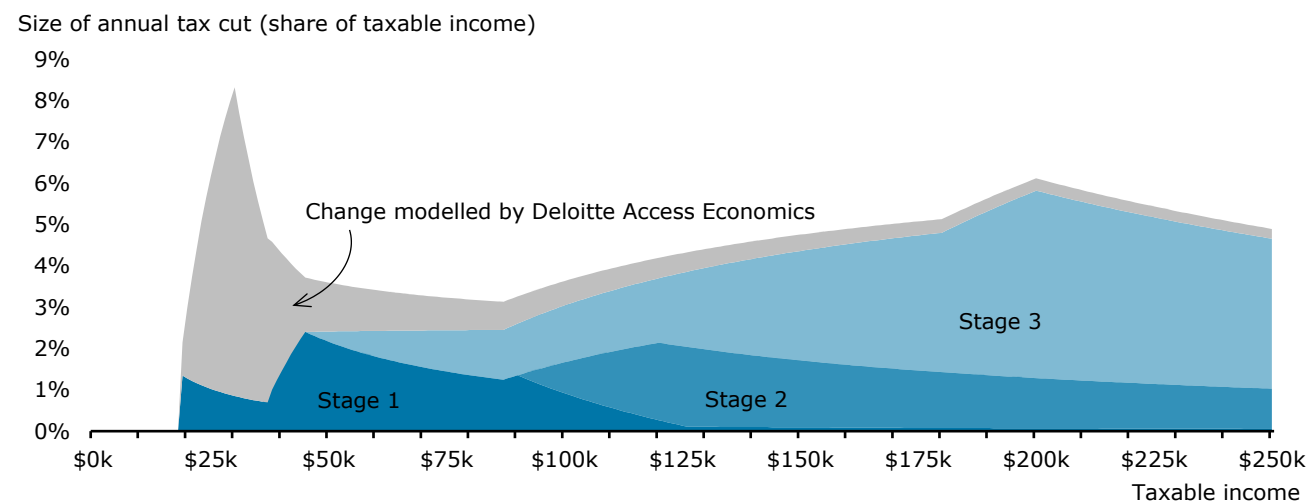 Size of annual tax cut (share of taxable income)
9%
8%
7%
6%
5%
4%
3%
2%
1%
0%
Change modelled by Deloitte Access Economics
Stage 3
Stage 1
Stage 2
$0k $25k $50k $75k $100k $125k $150k $175k $200k $225k $250k
Taxable income